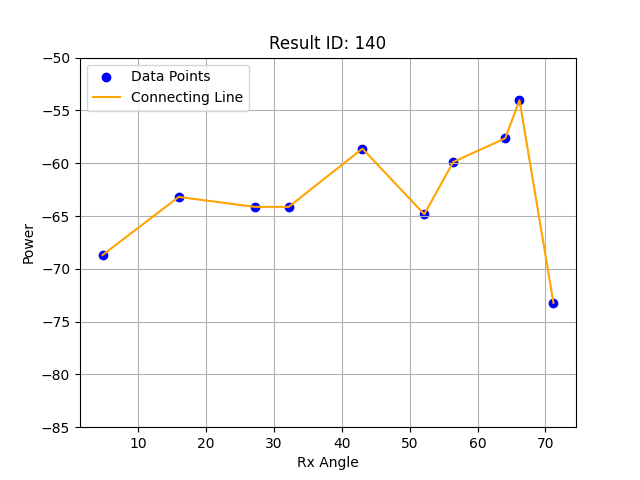 Result ID: 140
Data Points
Connecting Line
Power
−50
−55
−60
−65
−70
−75
−80
−85
10 20 30 40 50 60 70
Rx Angle